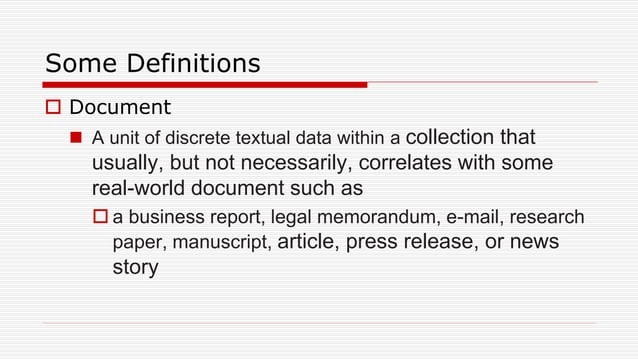 Some Definitions
Document
A unit of discrete textual data within a collection that
usually, but not necessarily, correlates with some
real-world document such as
a business report, legal memorandum, e-mail, research
paper, manuscript, article, press release, or news
story